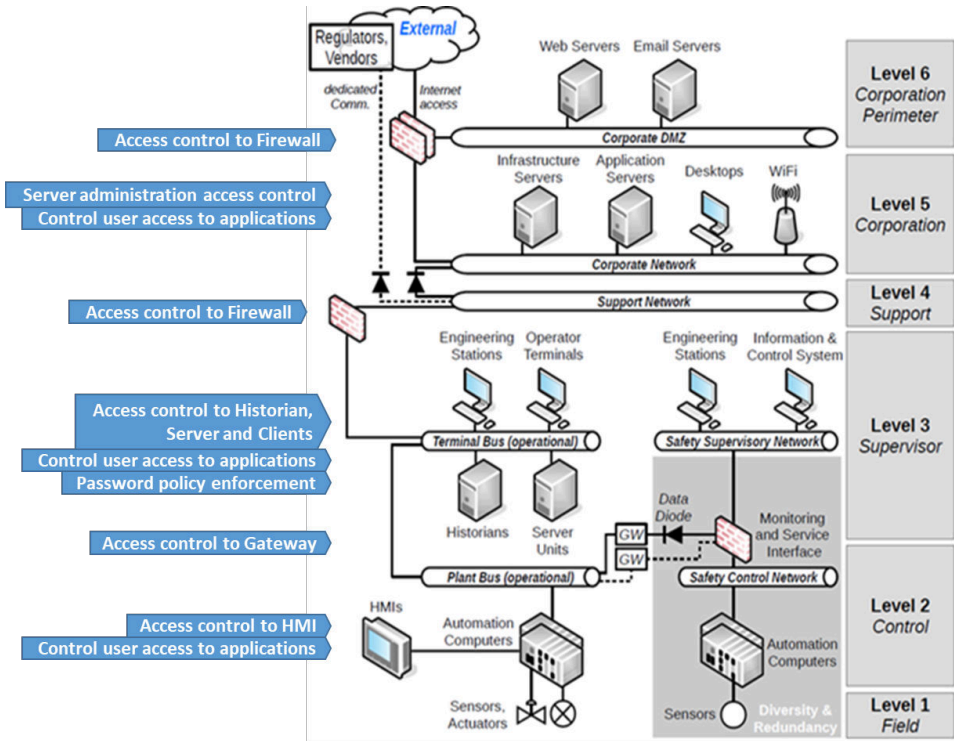 External
Regulators,
Vendors
dedicated
Comm.
Internet
access
Web Servers
Email Servers
Level 6
Corporation
Perimeter
Access control to Firewall
Corporate DMZ
Infrastructure
Servers
Application
Servers
Desktops
WiFi
Server administration access control
Control user access to applications
Level 5
Corporation
Corporate Network
Level 4
Support
Support Network
Access control to Firewall
Engineering
Stations
Operator
Terminals
Engineering
Stations
Information &
Control System
Access control to Historian,
Server and Clients
Control user access to applications
Password policy enforcement
Level 3
Supervisor
Terminal Bus (operational)
Safety Supervisory Network
Historians
Server
Units
Data
Diode
GW
GW
Monitoring
and Service
Interface
Access control to Gateway
Plant Bus (operational)
Safety Control Network
Level 2
Control
HMIs
Automation
Computers
Automation
Computers
Access control to HMI
Control user access to applications
Sensors,
Actuators
Sensors
Diversity &
Redundancy
Level 1
Field